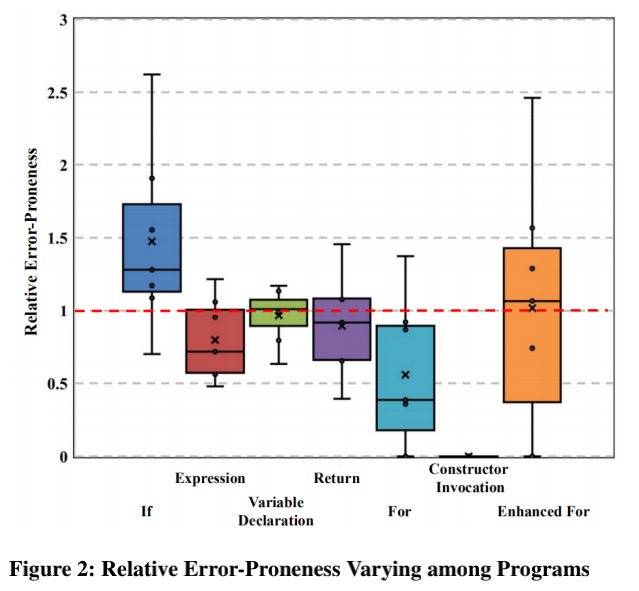 3
2.5
2
1.5
1
0.5
0
Relative Error-Proneness
If
Expression
Variable
Declaration
Return
For
Constructor
Invocation
Enhanced For
Figure 2: Relative Error-Proneness Varying among Programs